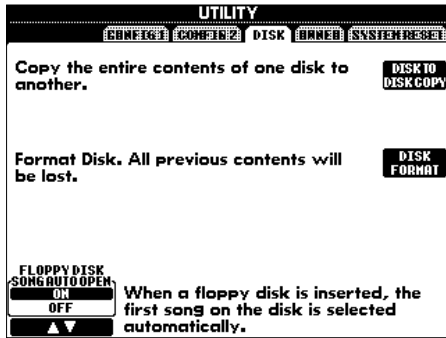 UTILITY
CONFIG 1 CONFIG 2 DISK OWNER SYSTEM RESET
Copy the entire contents of one disk to
another.
DISK TO
DISK COPY
Format Disk. All previous contents will
be lost.
DISK
FORMAT
FLOPPY DISK
SONG AUTO OPEN
ON
OFF
▲▼
When a floppy disk is inserted, the
first song on the disk is selected
automatically.